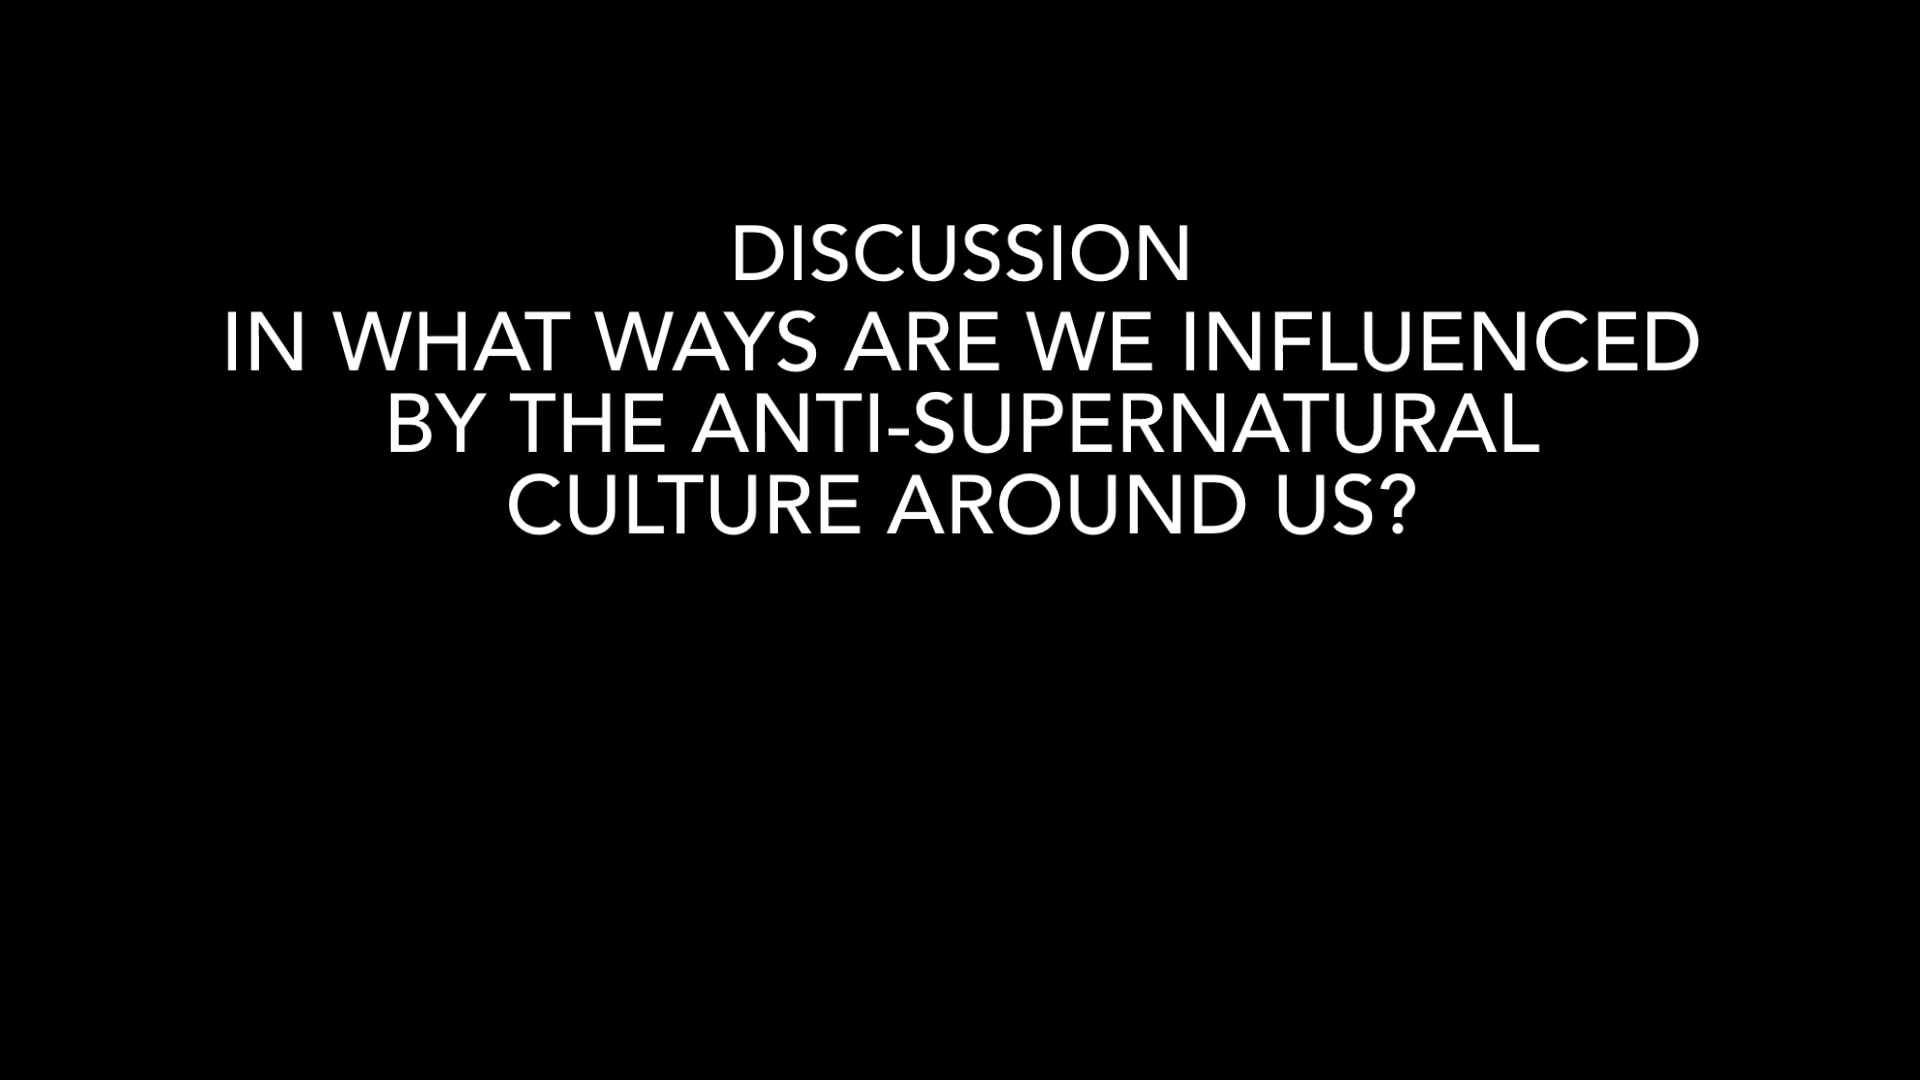 DISCUSSION
IN WHAT WAYS ARE WE INFLUENCED
BY THE ANTI-SUPERNATURAL
CULTURE AROUND US?